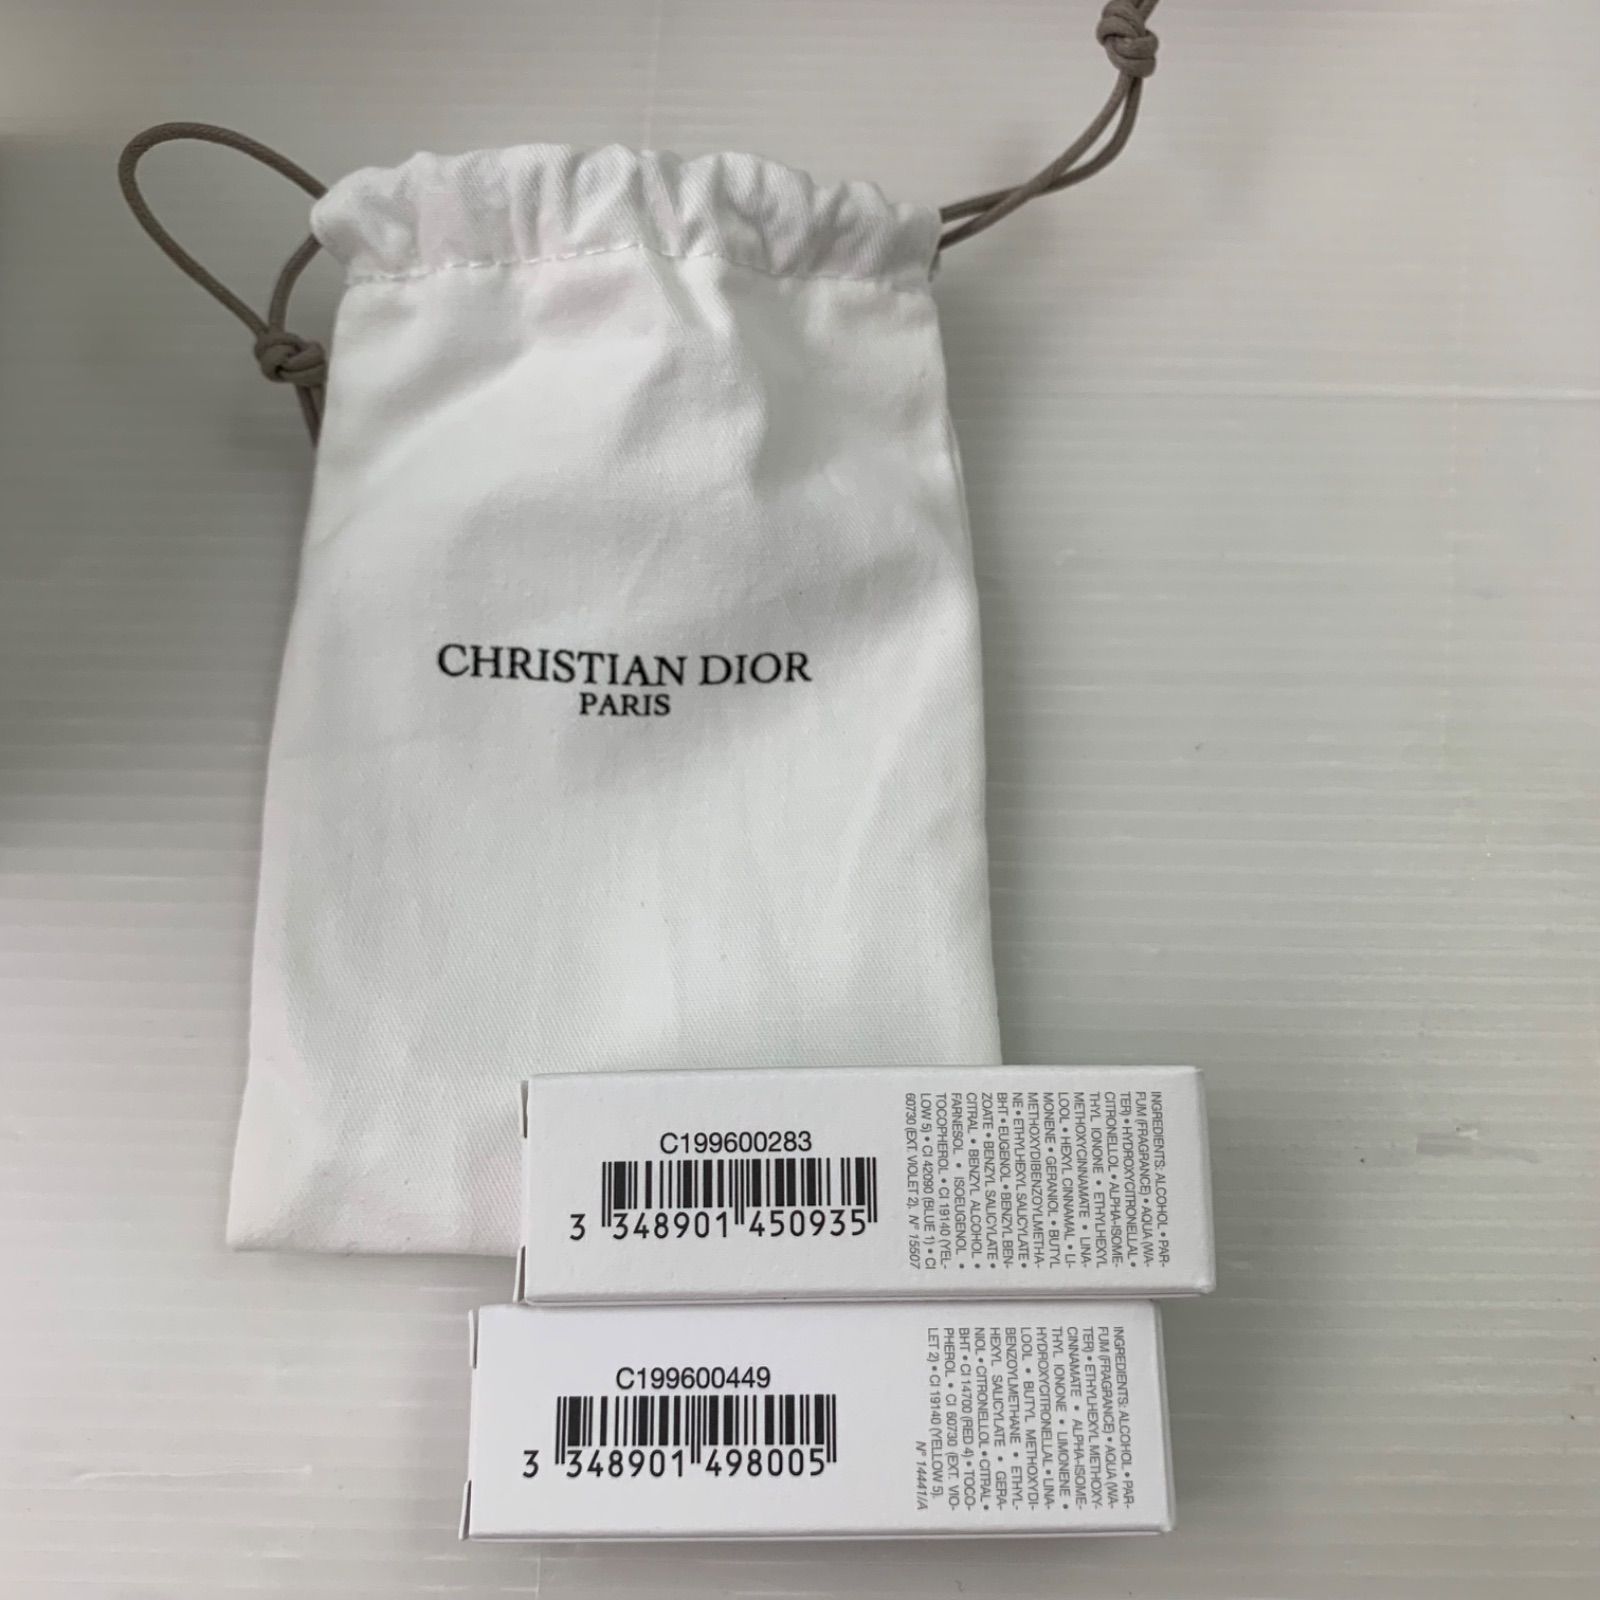 CHRISTIAN DIOR
PARIS
C199600283
3 348901 450935
INGREDIENTS: ALCOHOL • PAR-
FUM (FRAGRANCE) • AQUA (WA-
TER) • HYDROXYCITRONELLAL •
CITRONELLOL • ALPHA-ISOME-
THYL IONONE • ETHYLHEXYL
METHOXYCINNAMATE • LINA-
LOOL • HEXYL CINNAMAL • LI-
MONENE • GERANIOL • BUTYL
METHOXYDIBENZOYLMETHA-
NE • ETHYLHEXYL SALICYLATE •
BHT • EUGENOL • BENZYL BEN-
ZOATE • BENZYL SALICYLATE •
CITRAL • BENZYL ALCOHOL •
FARNESOL • ISOEUGENOL •
TOCOPHEROL • CI 19140 (YEL-
LOW 5) • CI 42090 (BLUE 1) • CI
60730 (EXT. VIOLET 2). N° 15507
C199600449
3 348901 498005
INGREDIENTS: ALCOHOL • PAR-
FUM (FRAGRANCE) • AQUA (WA-
TER) • ETHYLHEXYL METHOXY-
CINNAMATE • ALPHA-ISOME-
THYL IONONE • LIMONENE •
HYDROXYCITRONELLAL • LINA-
LOOL • BUTYL METHOXYDI-
BENZOYLMETHANE • ETHYL-
HEXYL SALICYLATE • GERA-
NIOL • CITRONELLOL • CITRAL •
BHT • CI 14700 (RED 4) • TOCO-
PHEROL • CI 60730 (EXT. VIO-
LET 2) • CI 19140 (YELLOW 5).
N° 14441/A